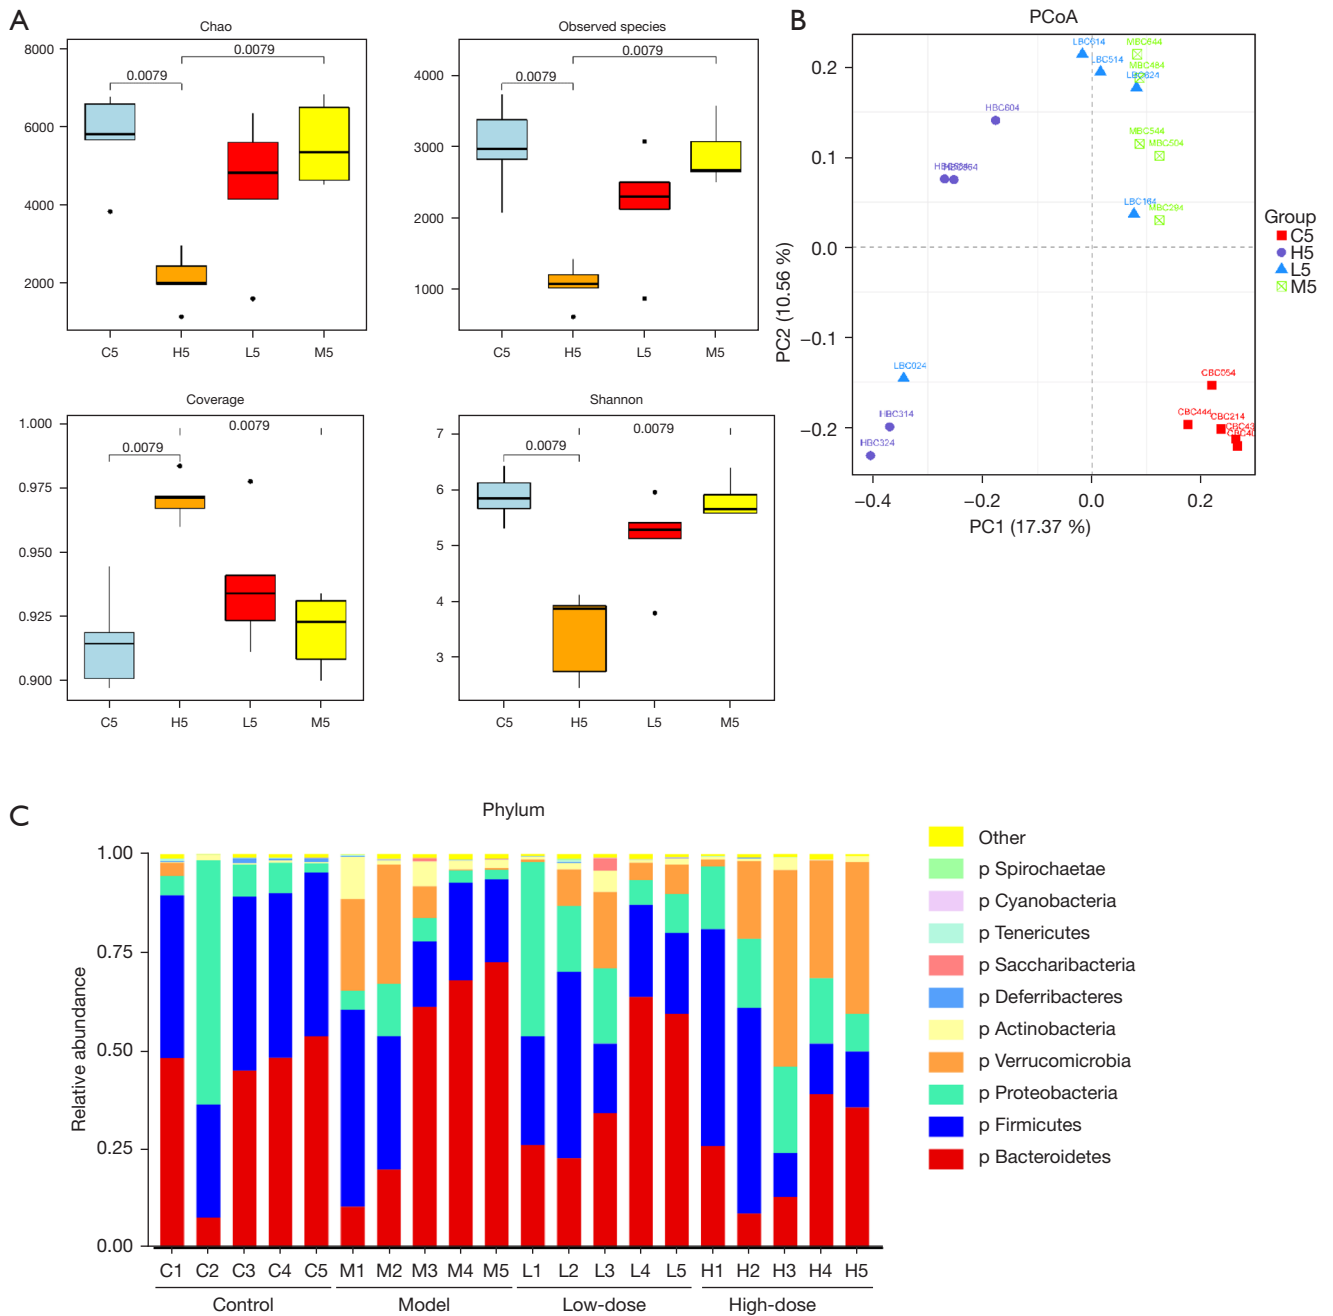 A
Chao
8000
6000
4000
2000
0.0079
0.0079
C5 H5 L5 M5
Observed species
4000
3000
2000
1000
0.0079
0.0079
C5 H5 L5 M5
Coverage
1.000
0.975
0.950
0.925
0.900
0.0079
0.0079
C5 H5 L5 M5
Shannon
7
6
5
4
3
0.0079
0.0079
C5 H5 L5 M5
B
PCoA
PC2 (10.56 %)
0.2
0.1
0.0
−0.1
−0.2
LBC514
MBC644
MBC484
LBC624
HBC604
MBC544
MBC504
LBC164
MBC294
LBC024
HBC314
HBC324
CBC054
CBC444
CBC214
−0.4 −0.2 0.0 0.2
PC1 (17.37 %)
Group
C5
H5
L5
M5
C
Phylum
Relative abundance
1.00
0.75
0.50
0.25
0.00
C1 C2 C3 C4 C5 M1 M2 M3 M4 M5 L1 L2 L3 L4 L5 H1 H2 H3 H4 H5
Control Model Low-dose High-dose
Other
p Spirochaetae
p Cyanobacteria
p Tenericutes
p Saccharibacteria
p Deferribacteres
p Actinobacteria
p Verrucomicrobia
p Proteobacteria
p Firmicutes
p Bacteroidetes